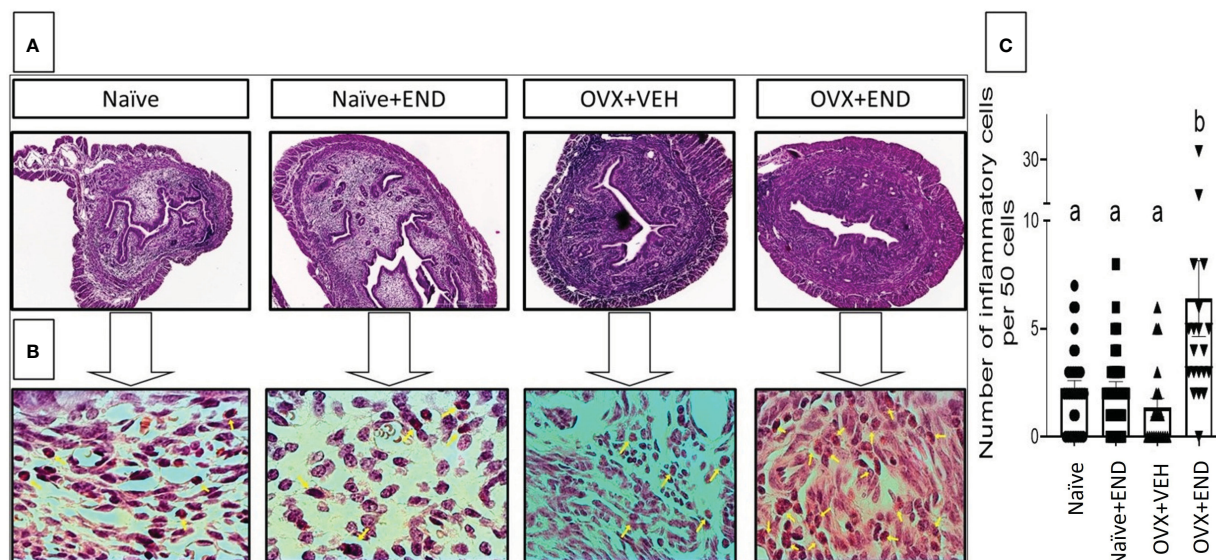 A
C
Naïve
Naïve+END
OVX+VEH
OVX+END
B
Number of inflammatory cells
per 50 cells
30
10
5
0
a
a
a
b
Naïve
Naïve+END
OVX+VEH
OVX+END